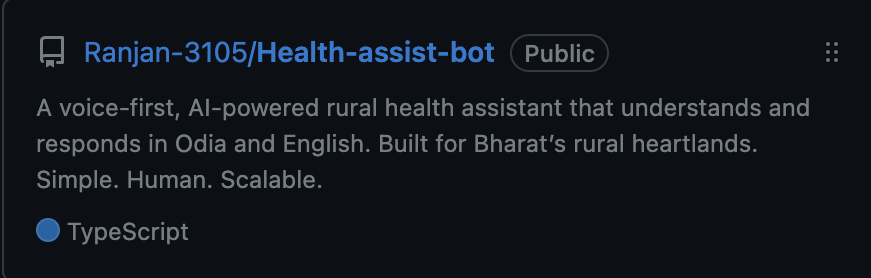 Ranjan-3105/Health-assist-bot Public
A voice-first, AI-powered rural health assistant that understands and
responds in Odia and English. Built for Bharat’s rural heartlands.
Simple. Human. Scalable.
TypeScript